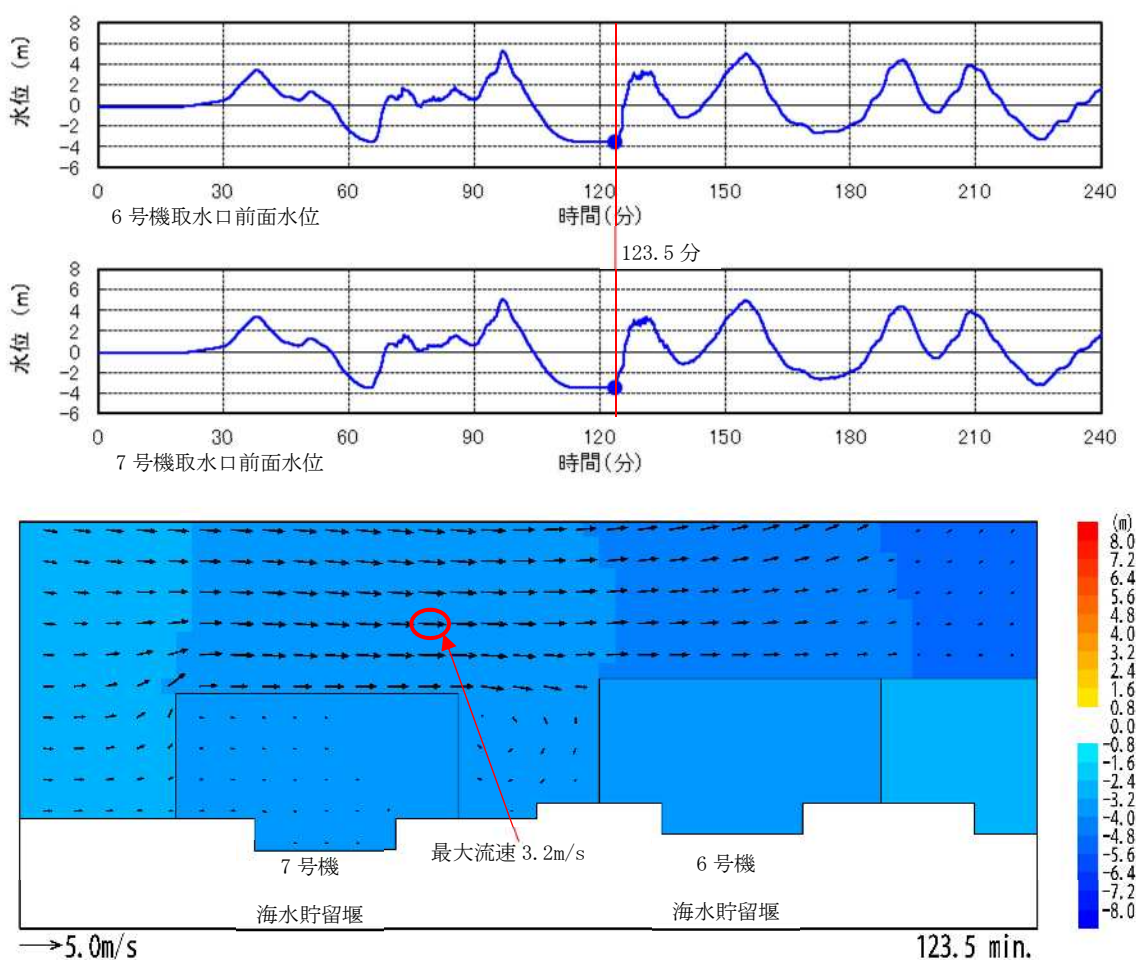 水位 (m)
8
6
4
2
0
-2
-4
-6
0 30 60 90 120 150 180 210 240
時間(分)
6号機取水口前面水位
123.5分
水位 (m)
8
6
4
2
0
-2
-4
-6
0 30 60 90 120 150 180 210 240
時間(分)
7号機取水口前面水位
(m)
8.0
7.2
6.4
5.6
4.8
4.0
3.2
2.4
1.6
0.8
0.0
-0.8
-1.6
-2.4
-3.2
-4.0
-4.8
-5.6
-6.4
-7.2
-8.0
最大流速3.2m/s
7号機
6号機
海水貯留堰
海水貯留堰
5.0m/s
123.5 min.